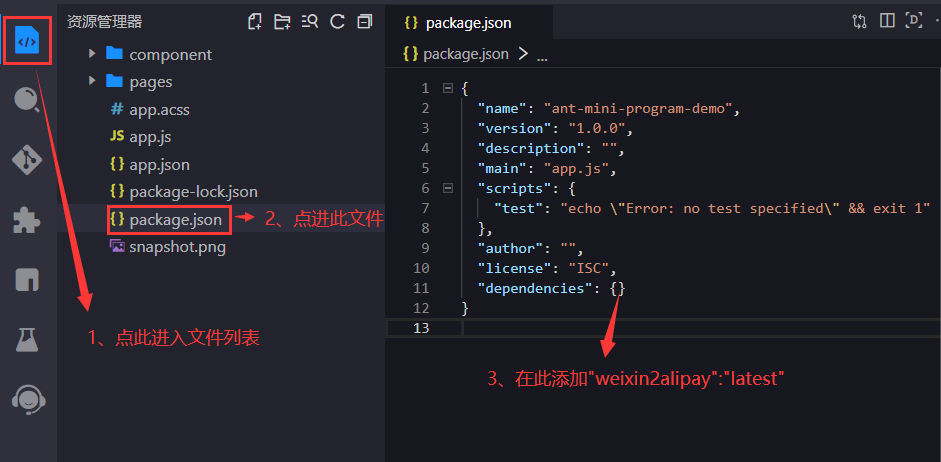 资源管理器
component
pages
# app.acss
JS app.js
{} app.json
{} package-lock.json
{} package.json
snapshot.png
1、点此进入文件列表
2、点进此文件
{} package.json
{} package.json > ...
1 {
2 "name": "ant-mini-program-demo",
3 "version": "1.0.0",
4 "description": "",
5 "main": "app.js",
6 "scripts": {
7 "test": "echo \"Error: no test specified\" && exit 1"
8 },
9 "author": "",
10 "license": "ISC",
11 "dependencies": {}
12 }
13
3、在此添加"weixin2alipay":"latest"